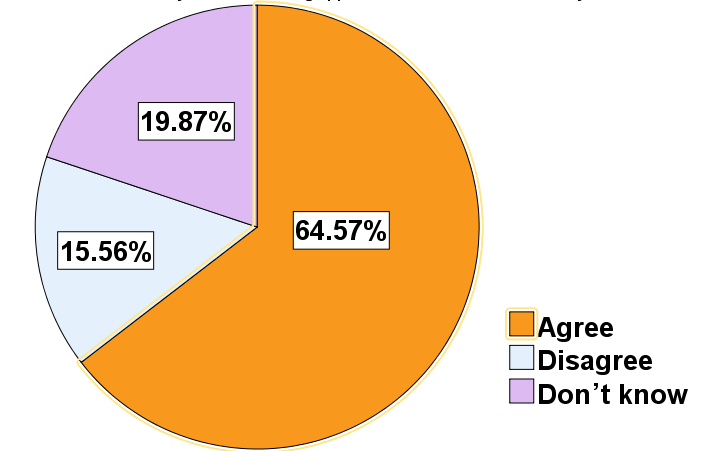 19.87%
64.57%
15.56%
Agree
Disagree
Don’t know